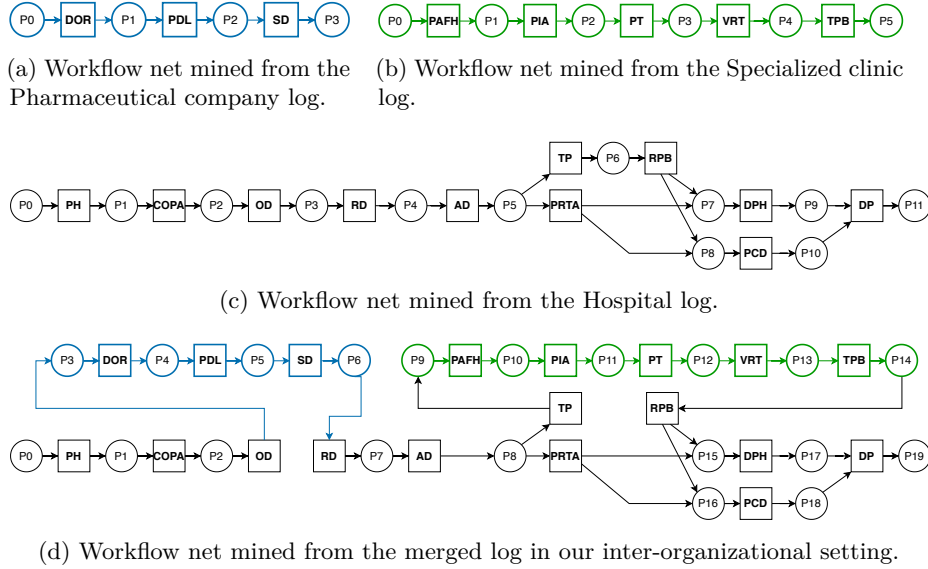 P0 DOR P1 PDL P2 SD P3
P0 PAFH P1 PIA P2 PT P3 VRT P4 TPB P5
(a) Workflow net mined from the
Pharmaceutical company log.
(b) Workflow net mined from the Specialized clinic
log.
TP P6 RPB
P0 PH P1 COPA P2 OD P3 RD P4 AD P5 PRTA P7 DPH P9 DP P11
P8 PCD P10
(c) Workflow net mined from the Hospital log.
P3 DOR P4 PDL P5 SD P6 P9 PAFH P10 PIA P11 PT P12 VRT P13 TPB P14
TP RPB
P0 PH P1 COPA P2 OD RD P7 AD P8 PRTA P15 DPH P17 DP P19
P16 PCD P18
(d) Workflow net mined from the merged log in our inter-organizational setting.